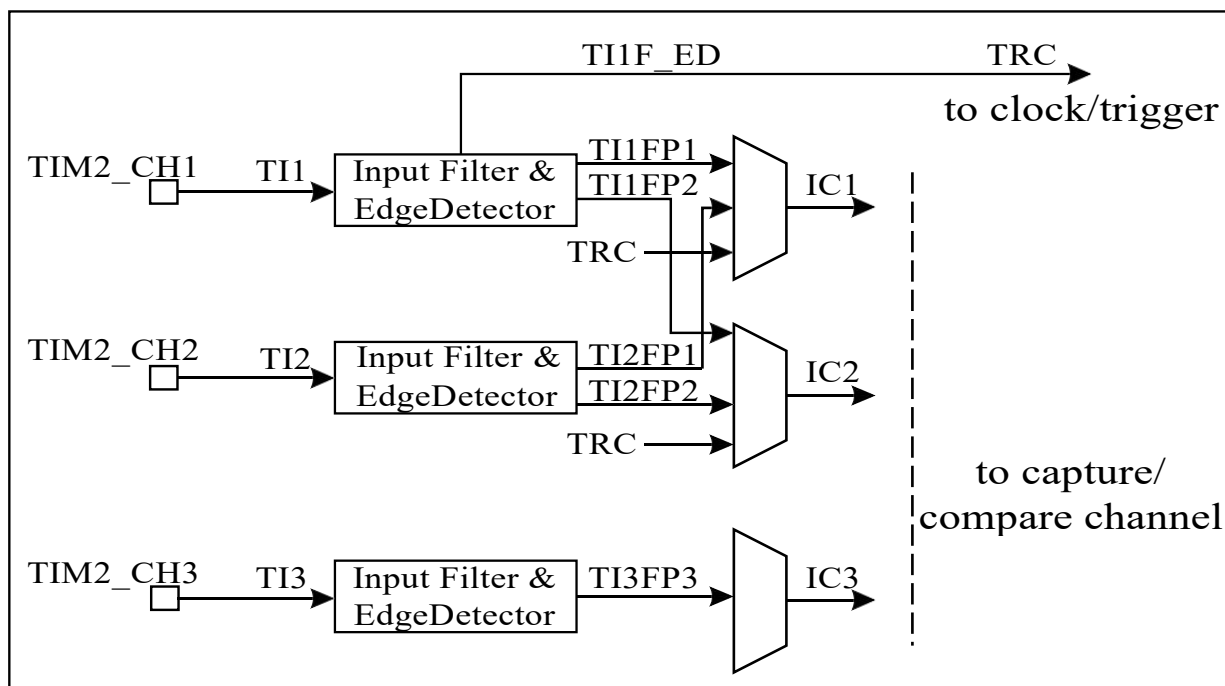 TI1F_ED
TRC
to clock/trigger
TIM2_CH1
TI1
Input Filter &
EdgeDetector
TI1FP1
TI1FP2
TRC
IC1
TIM2_CH2
TI2
Input Filter &
EdgeDetector
TI2FP1
TI2FP2
TRC
IC2
to capture/
compare channel
TIM2_CH3
TI3
Input Filter &
EdgeDetector
TI3FP3
IC3